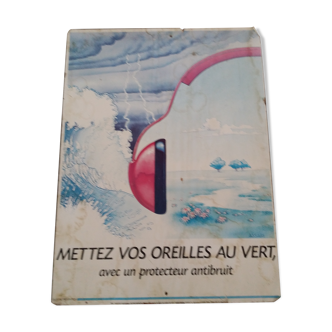 METTEZ VOS OREILLES AU VERT,
avec un protecteur antibruit